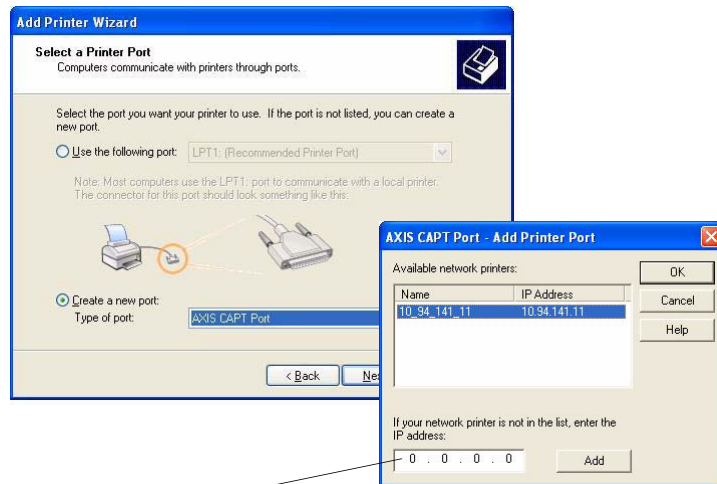 Add Printer Wizard
Select a Printer Port
Computers communicate with printers through ports.
Select the port you want your printer to use. If the port is not listed, you can create a
new port.
Use the following port:
LPT1: (Recommended Printer Port)
Note: Most computers use the LPT1: port to communicate with a local printer.
The connector for this port should look something like this:
Create a new port:
Type of port:
AXIS CAPT Port
< Back
AXIS CAPT Port - Add Printer Port
Available network printers:
OK
Name IP Address
Cancel
10_94_141_11 10.94.141.11
Help
If your network printer is not in the list, enter the
IP address:
0 . 0 . 0 . 0
Add